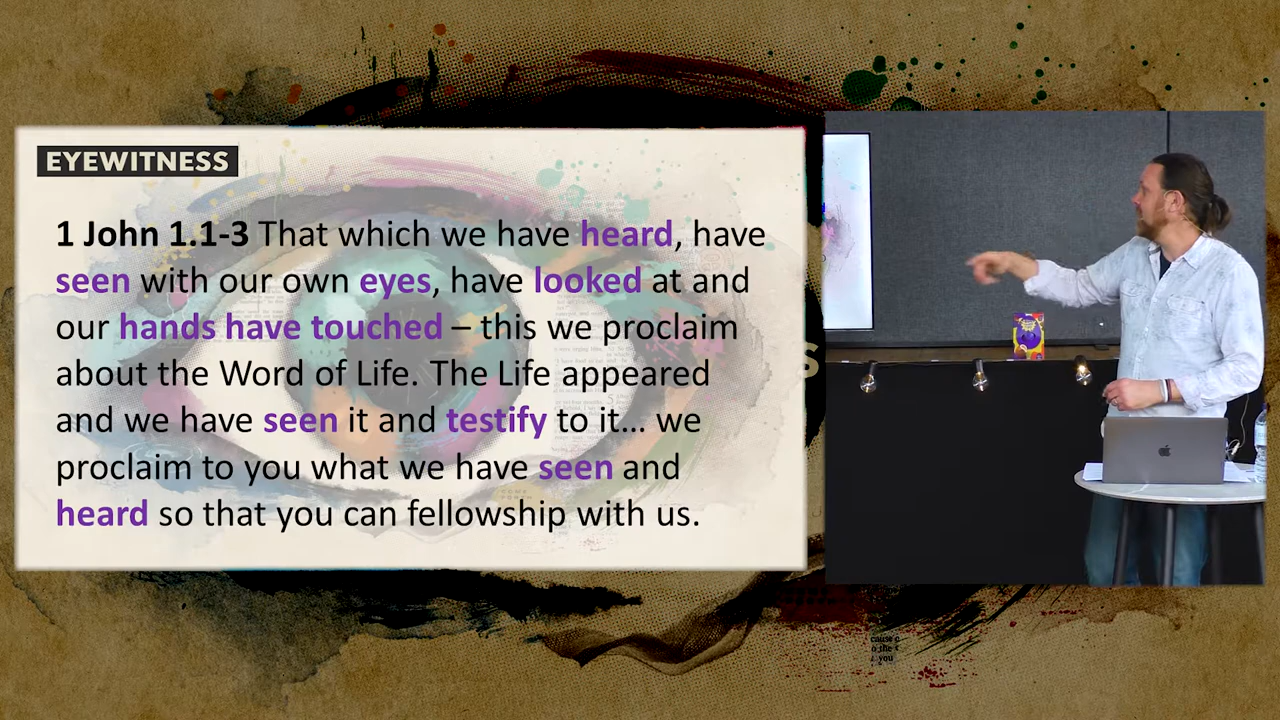 EYEWITNESS
1 John 1.1-3 That which we have heard, have
seen with our own eyes, have looked at and
our hands have touched – this we proclaim
about the Word of Life. The Life appeared
and we have seen it and testify to it… we
proclaim to you what we have seen and
heard so that you can fellowship with us.
S
cause
o the
you